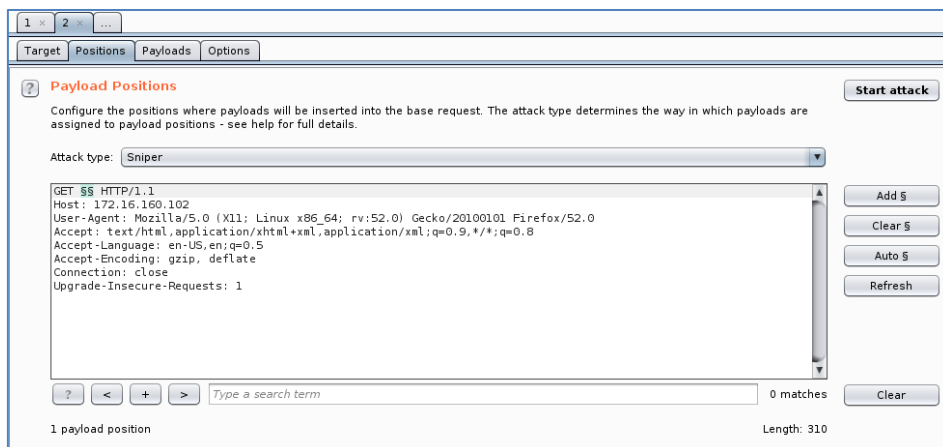 1 × 2 × ...
Target Positions Payloads Options
? Payload Positions
Start attack
Configure the positions where payloads will be inserted into the base request. The attack type determines the way in which payloads are
assigned to payload positions - see help for full details.
Attack type: Sniper
GET §§ HTTP/1.1
Host: 172.16.160.102
User-Agent: Mozilla/5.0 (X11; Linux x86_64; rv:52.0) Gecko/20100101 Firefox/52.0
Accept: text/html,application/xhtml+xml,application/xml;q=0.9,*/*;q=0.8
Accept-Language: en-US,en;q=0.5
Accept-Encoding: gzip, deflate
Connection: close
Upgrade-Insecure-Requests: 1
Add §
Clear §
Auto §
Refresh
? < + > Type a search term 0 matches Clear
1 payload position Length: 310